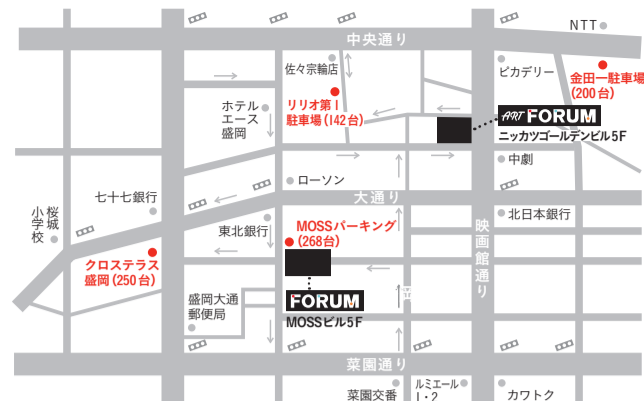 NTT
中央通り
佐々宗輪店
ピカデリー
金田一駐車場
(200台)
リリオ第1
駐車場(142台)
ホテル
エース
盛岡
ART FORUM
ニッカツゴールデンビル5F
中劇
ローソン
七十七銀行
大通り
桜城
小学校
東北銀行
MOSSパーキング
(268台)
北日本銀行
映画館通り
クロステラス
盛岡(250台)
盛岡大通
郵便局
FORUM
MOSSビル5F
菜園通り
菜園交番
ルミエール
1・2
カワトク